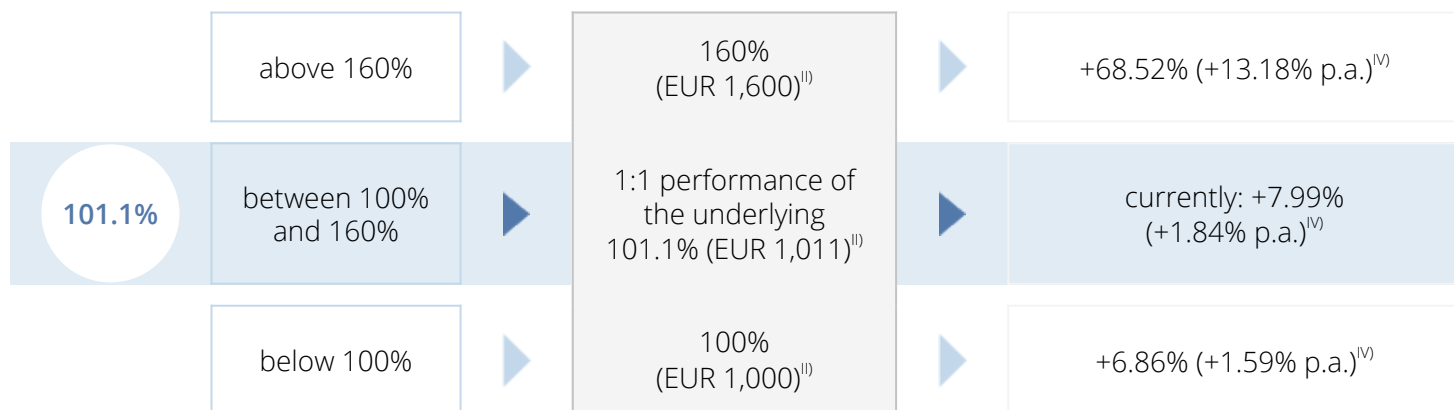 above 160%
160%
(EUR 1,600)II)
+68.52% (+13.18% p.a.)IV)
101.1%
between 100%
and 160%
1:1 performance of
the underlying
101.1% (EUR 1,011)II)
currently: +7.99%
(+1.84% p.a.)IV)
below 100%
100%
(EUR 1,000)II)
+6.86% (+1.59% p.a.)IV)